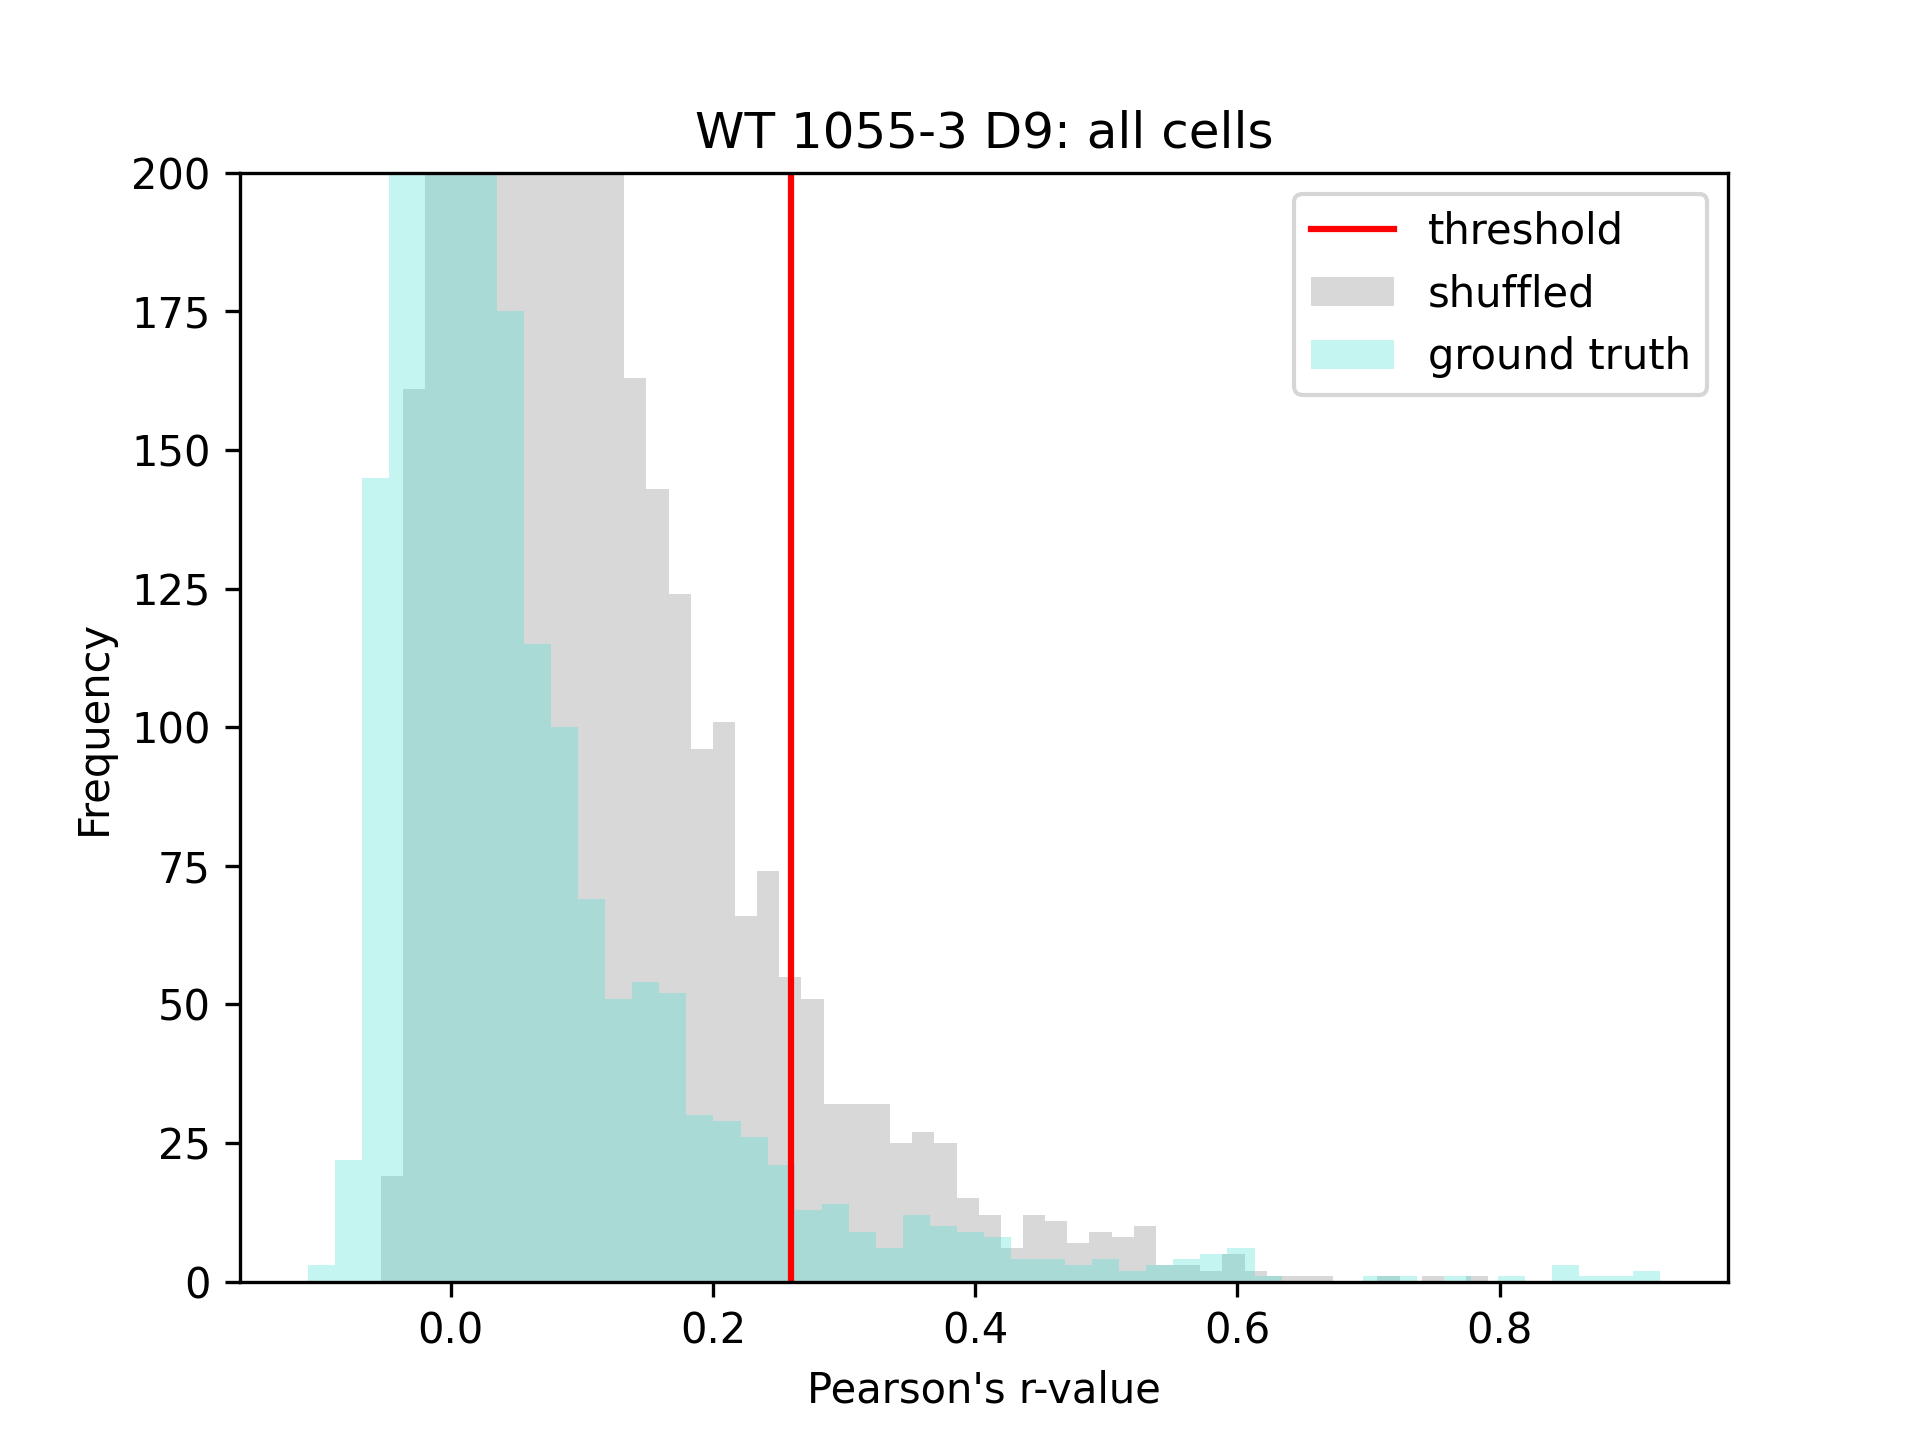 WT 1055-3 D9: all cells
200
175
150
125
100
75
50
25
0
Frequency
threshold
shuffled
ground truth
0.0 0.2 0.4 0.6 0.8
Pearson's r-value